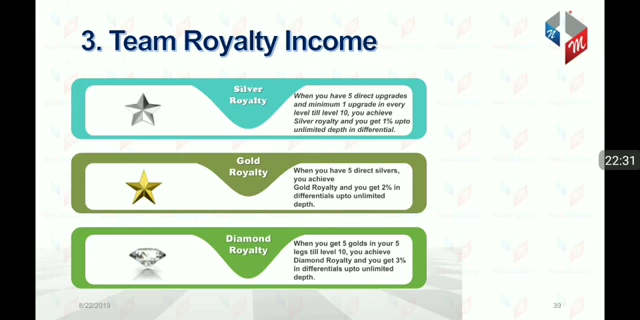 3. Team Royalty Income
Silver
Royalty
When you have 5 direct upgrades
and minimum 1 upgrade in every
level till level 10, you achieve
Silver royalty and you get 1% upto
unlimited depth in differential.
Gold
Royalty
When you have 5 direct silvers,
you achieve
Gold Royalty and you get 2% in
differentials upto unlimited
depth.
Diamond
Royalty
When you get 5 golds in your 5
legs till level 10, you achieve
Diamond Royalty and you get 3%
in differentials upto unlimited
depth.
22:31
8/22/2019
39